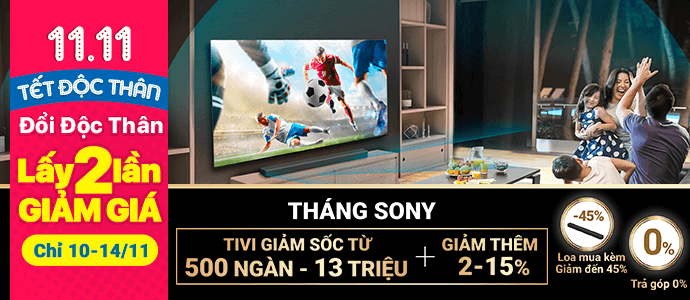 11.11
TẾT ĐỘC THÂN
Đổi Độc Thân
Lấy 2 lần
GIẢM GIÁ
Chỉ 10-14/11
THÁNG SONY
TIVI GIẢM SỐC TỪ
500 NGÀN - 13 TRIỆU
+
GIẢM THÊM
2-15%
-45%
Loa mua kèm
Giảm đến 45%
0%
Trả góp 0%